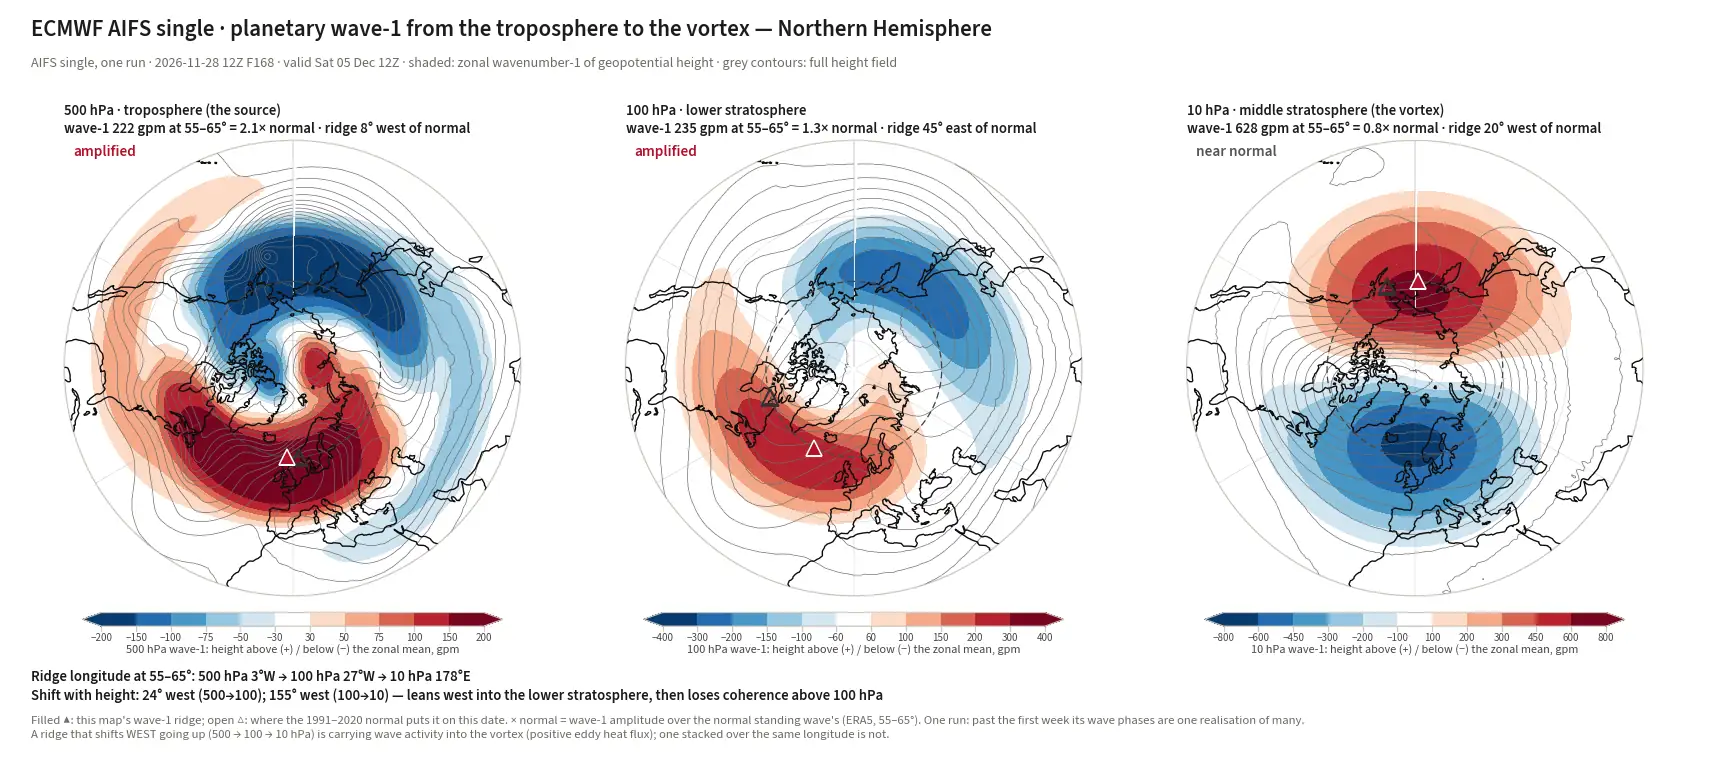 ECMWF AIFS single · planetary wave-1 from the troposphere to the vortex — Northern Hemisphere
AIFS single, one run · 2026-11-28 12Z F168 · valid Sat 05 Dec 12Z · shaded: zonal wavenumber-1 of geopotential height · grey contours: full height field
500 hPa · troposphere (the source)
wave-1 222 gpm at 55–65° = 2.1× normal · ridge 8° west of normal
amplified
100 hPa · lower stratosphere
wave-1 235 gpm at 55–65° = 1.3× normal · ridge 45° east of normal
amplified
10 hPa · middle stratosphere (the vortex)
wave-1 628 gpm at 55–65° = 0.8× normal · ridge 20° west of normal
near normal
−200 −150 −100 −75 −50 −30 30 50 75 100 150 200
500 hPa wave-1: height above (+) / below (−) the zonal mean, gpm
−400 −300 −200 −150 −100 −60 60 100 150 200 300 400
100 hPa wave-1: height above (+) / below (−) the zonal mean, gpm
−800 −600 −450 −300 −200 −100 100 200 300 450 600 800
10 hPa wave-1: height above (+) / below (−) the zonal mean, gpm
Ridge longitude at 55–65°: 500 hPa 3°W → 100 hPa 27°W → 10 hPa 178°E
Shift with height: 24° west (500→100); 155° west (100→10) — leans west into the lower stratosphere, then loses coherence above 100 hPa
Filled ▲: this map's wave-1 ridge; open △: where the 1991–2020 normal puts it on this date. × normal = wave-1 amplitude over the normal standing wave's (ERA5, 55–65°). One run: past the first week its wave phases are one realisation of many.
A ridge that shifts WEST going up (500 → 100 → 10 hPa) is carrying wave activity into the vortex (positive eddy heat flux); one stacked over the same longitude is not.